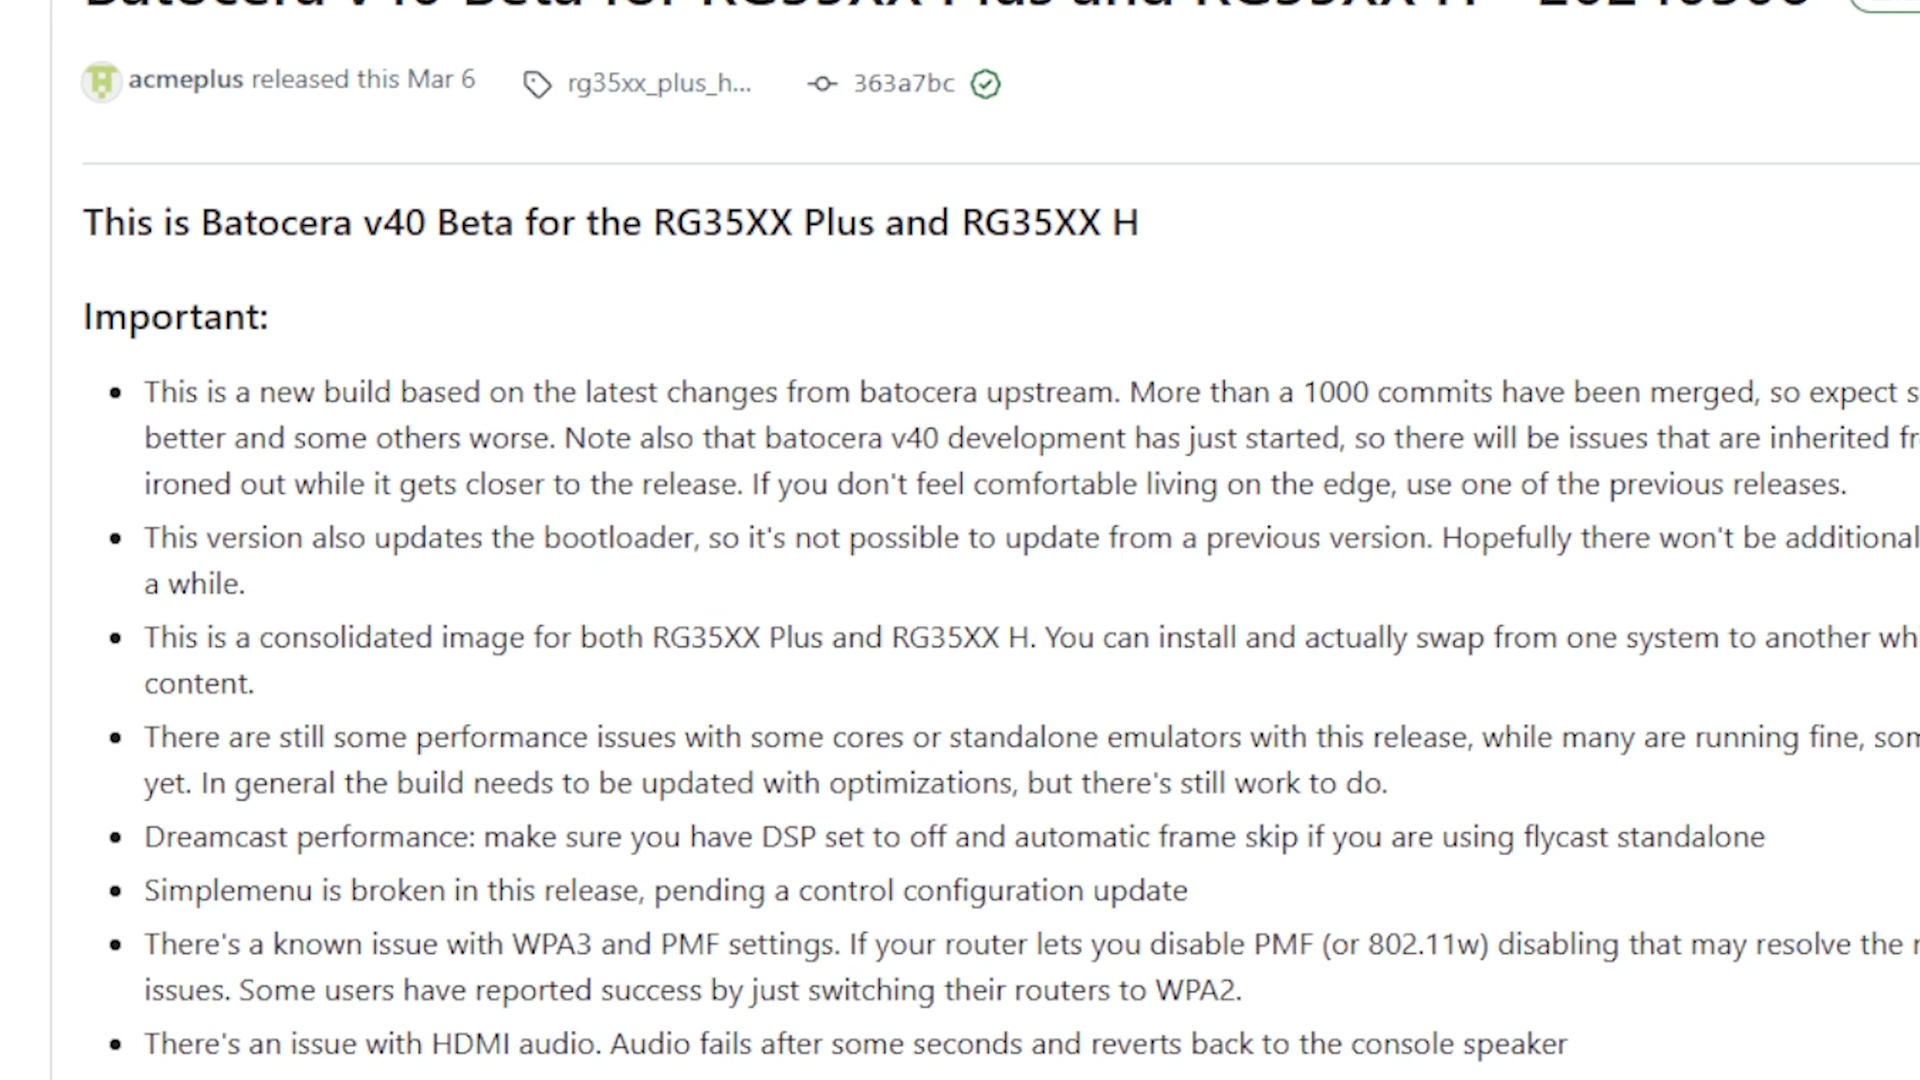 Batocera v40 Beta for RG35XX Plus and RG35XX H - 20240306
acmeplus released this Mar 6 rg35xx_plus_h... 363a7bc
This is Batocera v40 Beta for the RG35XX Plus and RG35XX H
Important:
• This is a new build based on the latest changes from batocera upstream. More than a 1000 commits have been merged, so expect
better and some others worse. Note also that batocera v40 development has just started, so there will be issues that are inherited
ironed out while it gets closer to the release. If you don't feel comfortable living on the edge, use one of the previous releases.
• This version also updates the bootloader, so it's not possible to update from a previous version. Hopefully there won't be additional
a while.
• This is a consolidated image for both RG35XX Plus and RG35XX H. You can install and actually swap from one system to another
content.
• There are still some performance issues with some cores or standalone emulators with this release, while many are running fine,
yet. In general the build needs to be updated with optimizations, but there's still work to do.
• Dreamcast performance: make sure you have DSP set to off and automatic frame skip if you are using flycast standalone
• Simplemenu is broken in this release, pending a control configuration update
• There's a known issue with WPA3 and PMF settings. If your router lets you disable PMF (or 802.11w) disabling that may resolve the
issues. Some users have reported success by just switching their routers to WPA2.
• There's an issue with HDMI audio. Audio fails after some seconds and reverts back to the console speaker